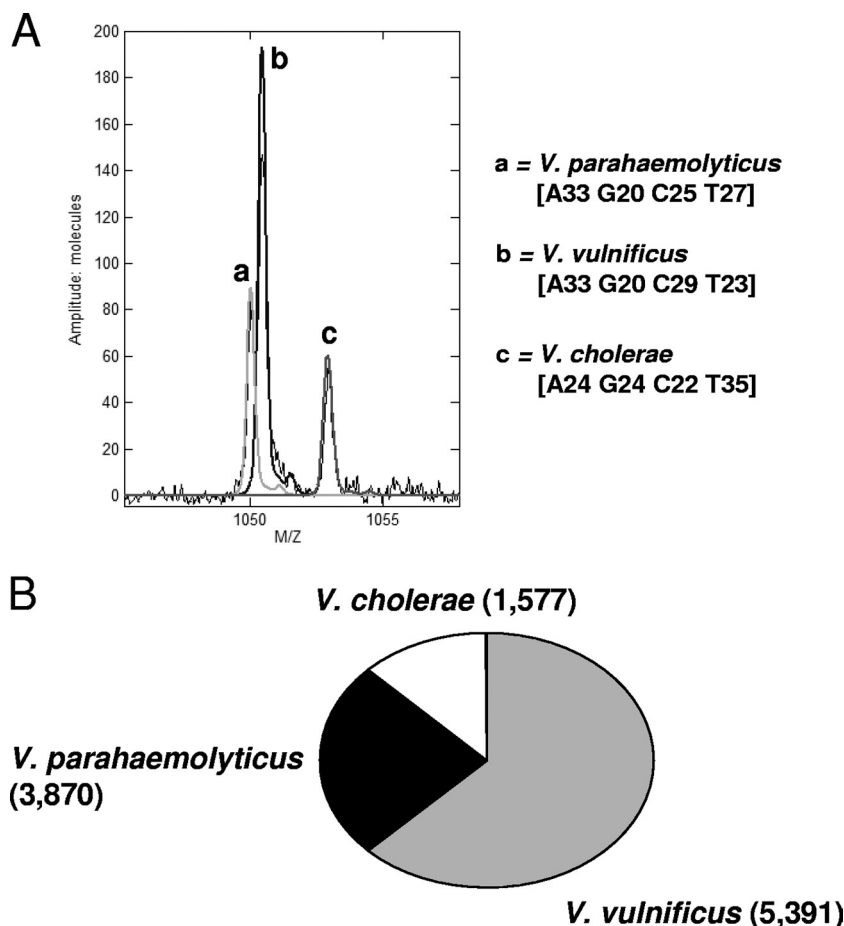 A
200
180
160
140
120
100
80
60
40
20
0
Amplitude: molecules
1050
1055
M/Z
a
b
c
a = V. parahaemolyticus
[A33 G20 C25 T27]
b = V. vulnificus
[A33 G20 C29 T23]
c = V. cholerae
[A24 G24 C22 T35]
B
V. cholerae (1,577)
V. parahaemolyticus
(3,870)
V. vulnificus (5,391)